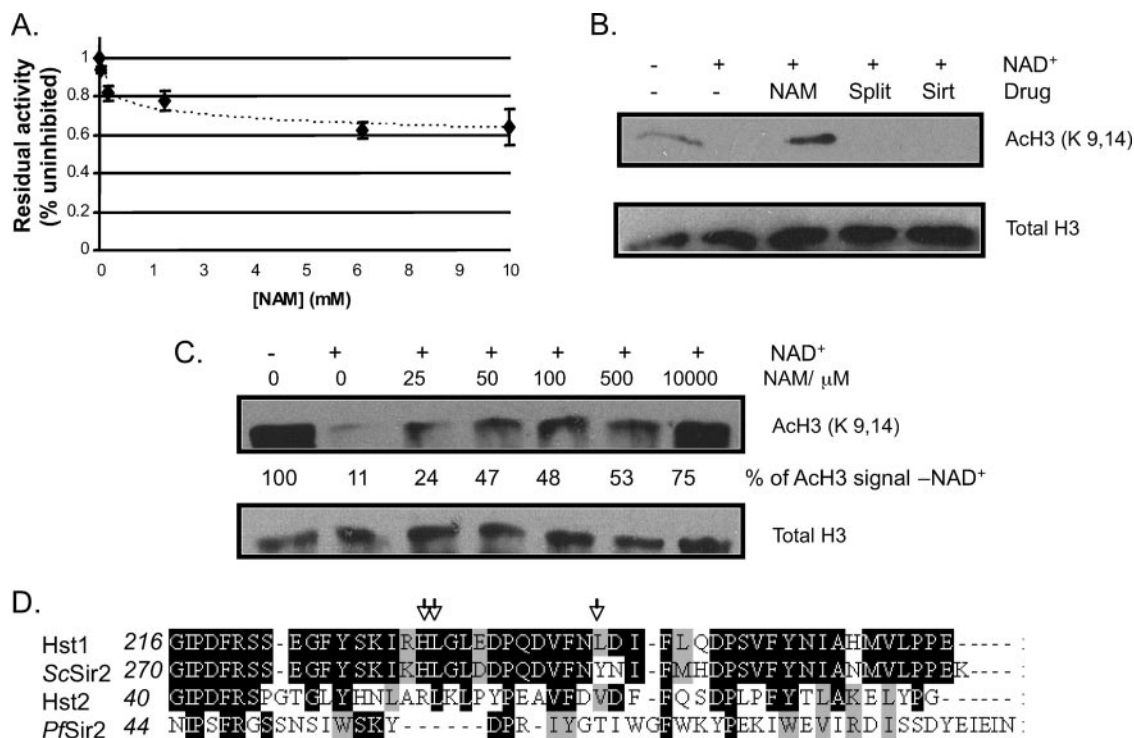 A.
Residual activity
(% uninhibited)
1
0.8
0.6
0.4
0.2
0
0 1 3 4 6 8 9 10
[NAM] (mM)
B.
- + + + + NAD+
- - NAM Split Sirt Drug
AcH3 (K 9,14)
Total H3
C.
- + + + + + + NAD+
0 0 25 50 100 500 10000 NAM/ μM
AcH3 (K 9,14)
100 11 24 47 48 53 75 % of AcH3 signal –NAD+
Total H3
D.
Hst1 216 GIPDFRSS-EGFYSKIRHLGLEDPQDVFNLDI-FLQDPSVFYNIAHMVLPPE----
ScSir2 270 GIPDFRSS-EGFYSKIKHLGLDDPQDVFNYNI-FMHDPSVFYNIANMVLPPEK---
Hst2 40 GIPDFRSPGTGLYHNLARLKLPYPEAVFDVDF-FQSDPLPFYTLAKELYPG-----
PfSir2 44 NIPSFRGSSNSIWSKY------DPR-IYGTIWGFWKYPEKIWEVIRDISSDYEIEIN